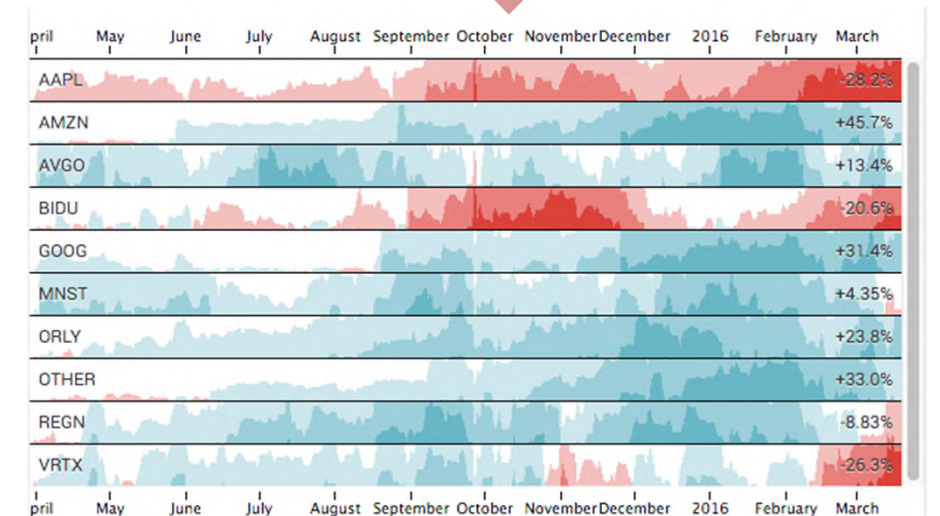 pril May June July August September October November December 2016 February March
AAPL -28.2%
AMZN +45.7%
AVGO +13.4%
BIDU -20.6%
GOOG +31.4%
MNST +4.35%
ORLY +23.8%
OTHER +33.0%
REGN -8.83%
VRTX -26.3%
pril May June July August September October November December 2016 February March